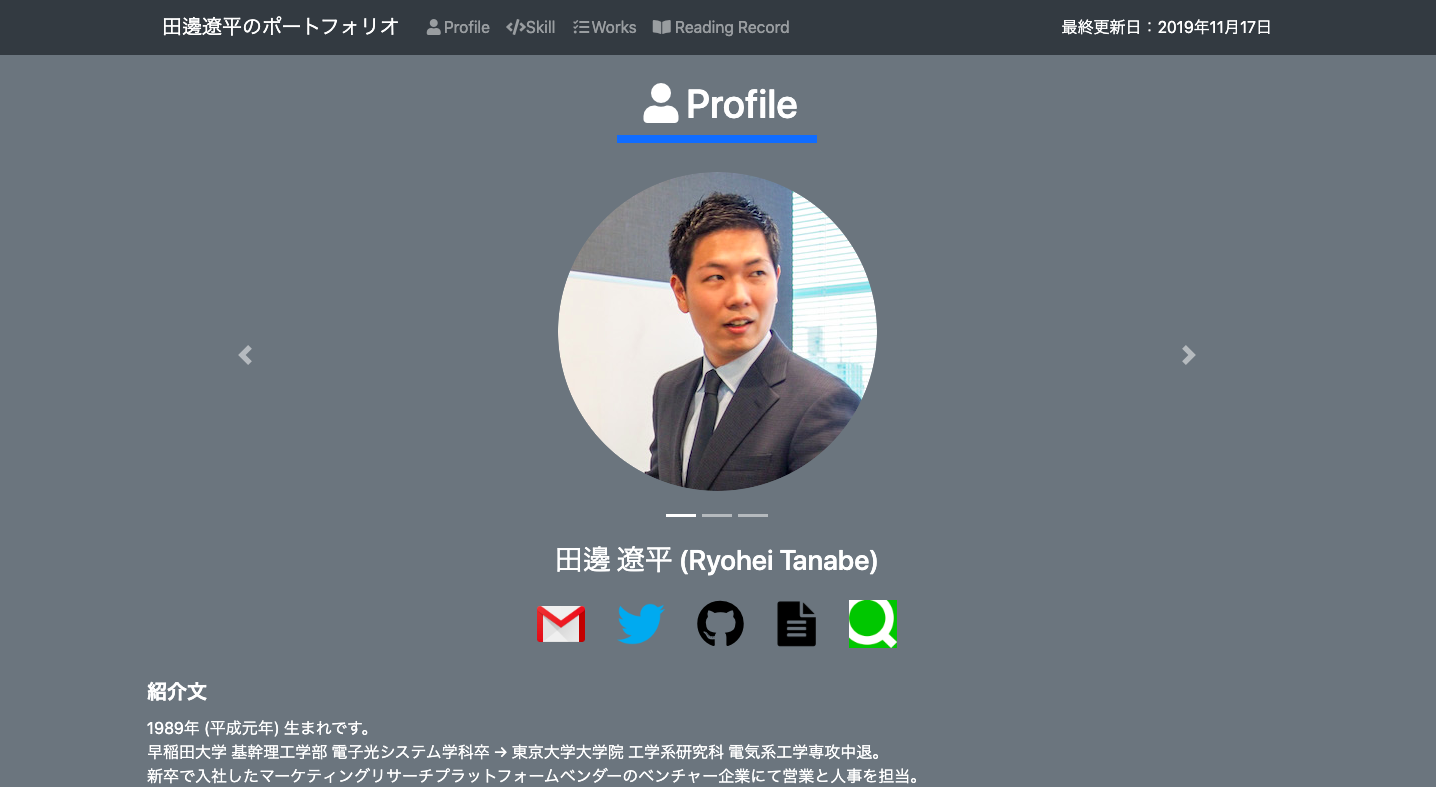 田邊遼平のポートフォリオ Profile Skill Works Reading Record 最終更新日：2019年11月17日
Profile
田邊 遼平 (Ryohei Tanabe)
紹介文
1989年 (平成元年) 生まれです。
早稲田大学 基幹理工学部 電子光システム学科卒 → 東京大学大学院 工学系研究科 電気系工学専攻中退。
新卒で入社したマーケティングリサーチプラットフォームベンダーのベンチャー企業にて営業と人事を担当。